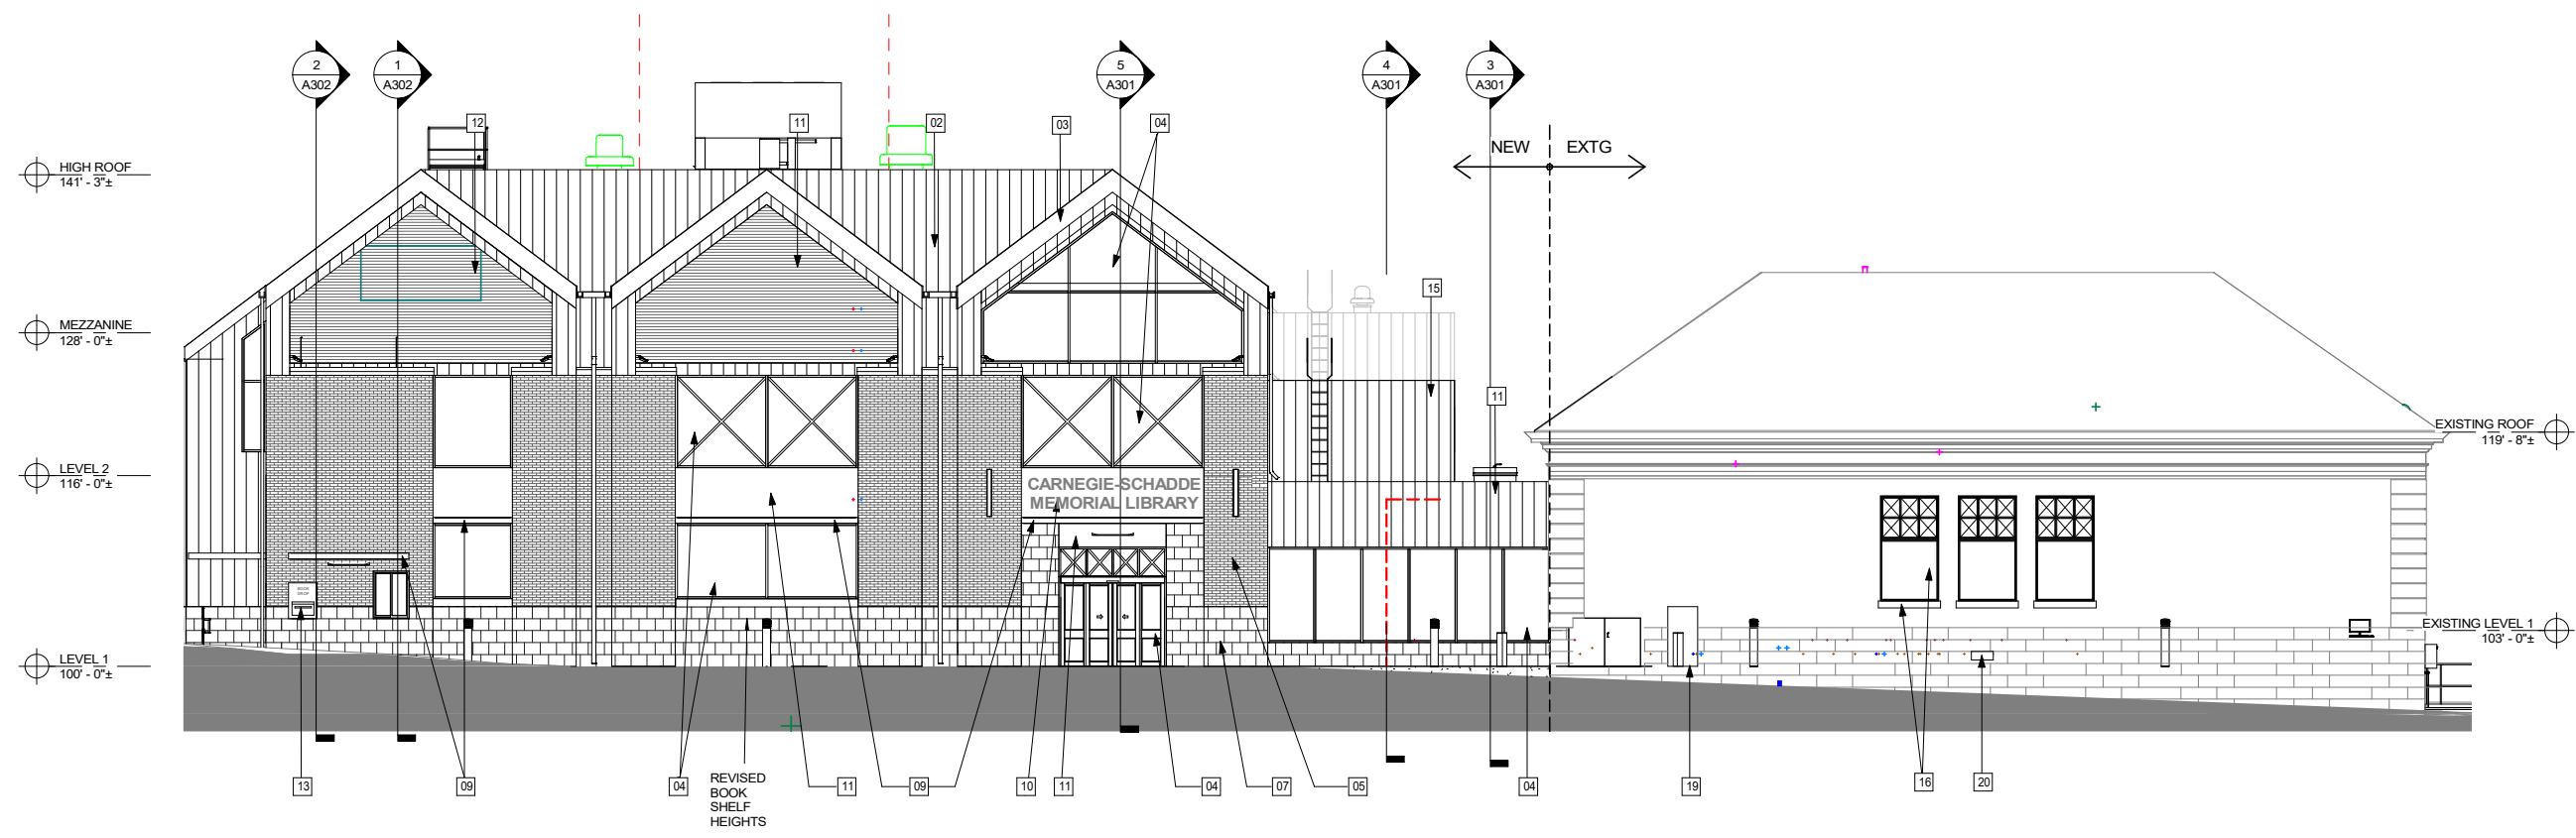 2
A302
1
A302
5
A301
4
A301
3
A301
12
11
02
03
04
NEW
EXTG
HIGH ROOF
141' - 3"±
15
MEZZANINE
128' - 0"±
11
EXISTING ROOF
119' - 8"±
LEVEL 2
116' - 0"±
CARNEGIE-SCHADDE
MEMORIAL LIBRARY
BOOK
DROP
EXISTING LEVEL 1
103' - 0"±
LEVEL 1
100' - 0"±
13
09
04
REVISED
BOOK
SHELF
HEIGHTS
11
09
10
11
04
07
05
04
19
16
20